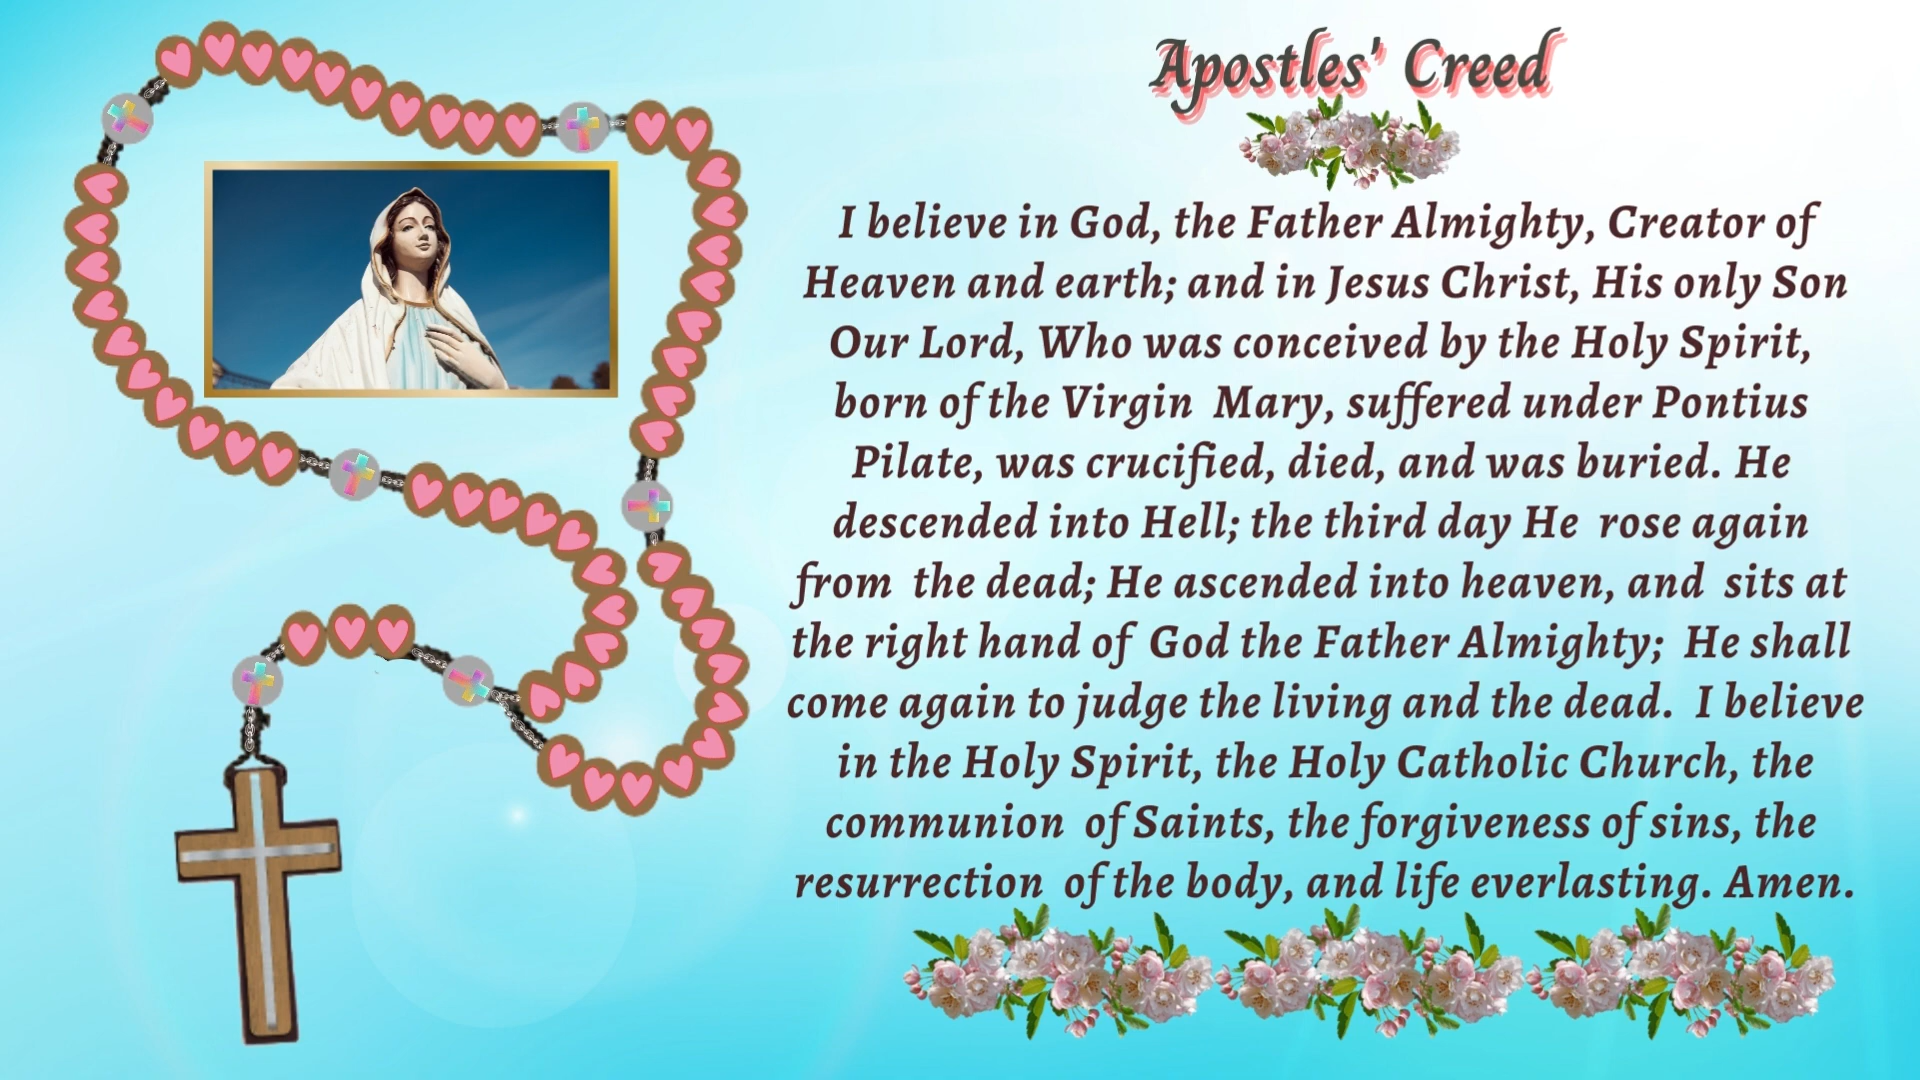 Apostles' Creed
I believe in God, the Father Almighty, Creator of
Heaven and earth; and in Jesus Christ, His only Son
Our Lord, Who was conceived by the Holy Spirit,
born of the Virgin Mary, suffered under Pontius
Pilate, was crucified, died, and was buried. He
descended into Hell; the third day He rose again
from the dead; He ascended into heaven, and sits at
the right hand of God the Father Almighty; He shall
come again to judge the living and the dead. I believe
in the Holy Spirit, the Holy Catholic Church, the
communion of Saints, the forgiveness of sins, the
resurrection of the body, and life everlasting. Amen.